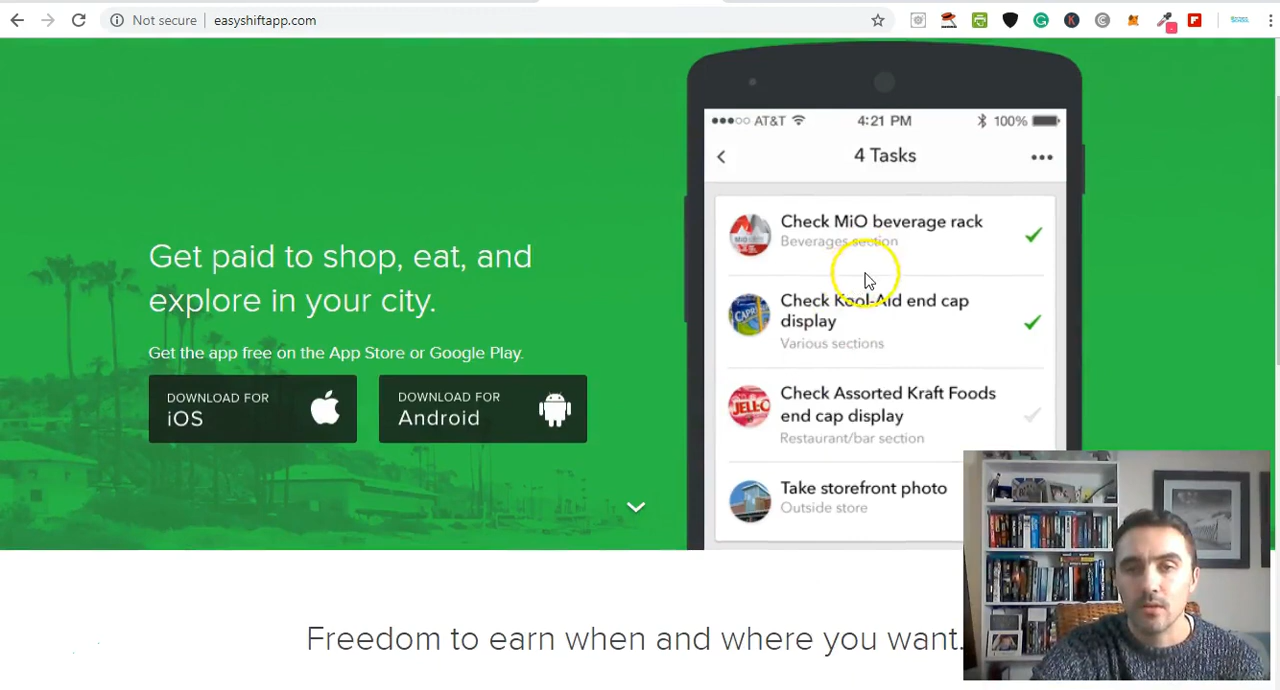 Not secure | easyshiftapp.com
Get paid to shop, eat, and
explore in your city.
Get the app free on the App Store or Google Play.
DOWNLOAD FOR
iOS
DOWNLOAD FOR
Android
AT&T 4:21 PM 100%
4 Tasks
Check MiO beverage rack
Beverages section
Check Kool-Aid end cap
display
Various sections
JELL-O
Check Assorted Kraft Foods
end cap display
Restaurant/bar section
Take storefront photo
Outside store
Freedom to earn when and where you want.